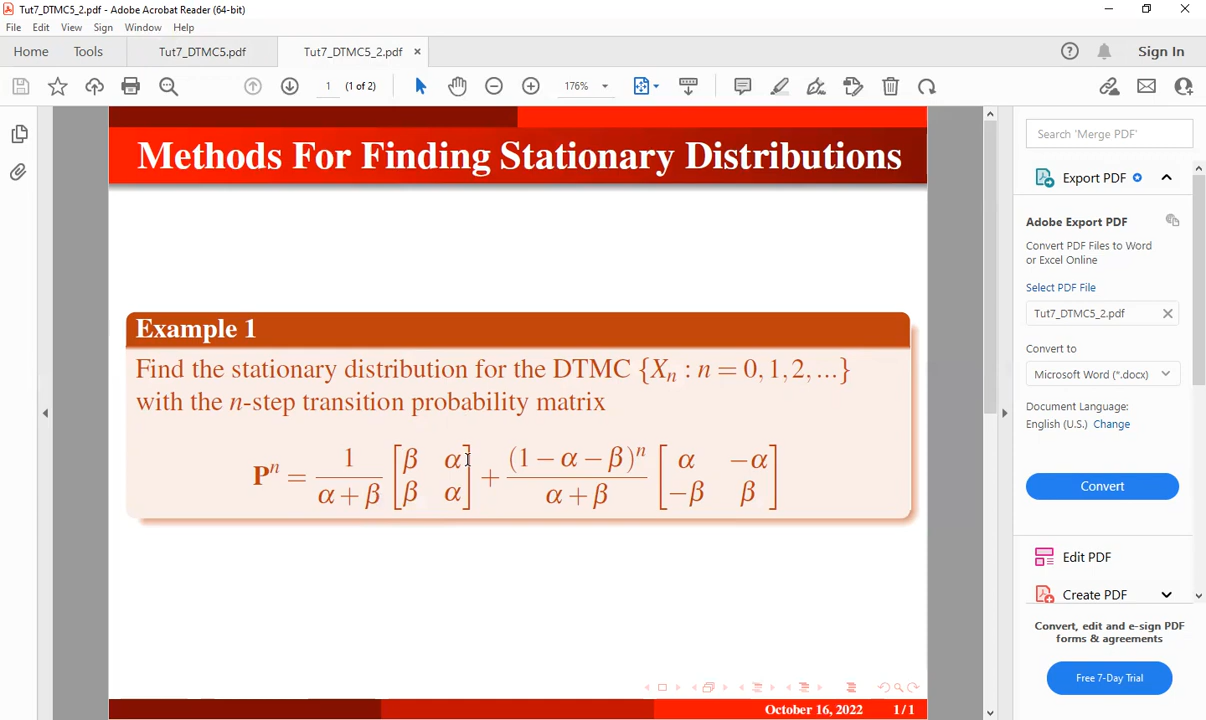 Tut7_DTMC5_2.pdf - Adobe Acrobat Reader (64-bit)
File Edit View Sign Window Help
Home Tools Tut7_DTMC5.pdf Tut7_DTMC5_2.pdf × Sign In
1 (1 of 2) 176%
Methods For Finding Stationary Distributions
Example 1
Find the stationary distribution for the DTMC {Xₙ : n = 0, 1, 2, ...}
with the n-step transition probability matrix
Pⁿ = 1/(α + β) [β α; β α] + (1 − α − β)ⁿ/(α + β) [α −α; −β β]
October 16, 2022 1/1
Search 'Merge PDF'
Export PDF
Adobe Export PDF
Convert PDF Files to Word
or Excel Online
Select PDF File
Tut7_DTMC5_2.pdf
Convert to
Microsoft Word (*.docx)
Document Language:
English (U.S.) Change
Convert
Edit PDF
Create PDF
Convert, edit and e-sign PDF
forms & agreements
Free 7-Day Trial